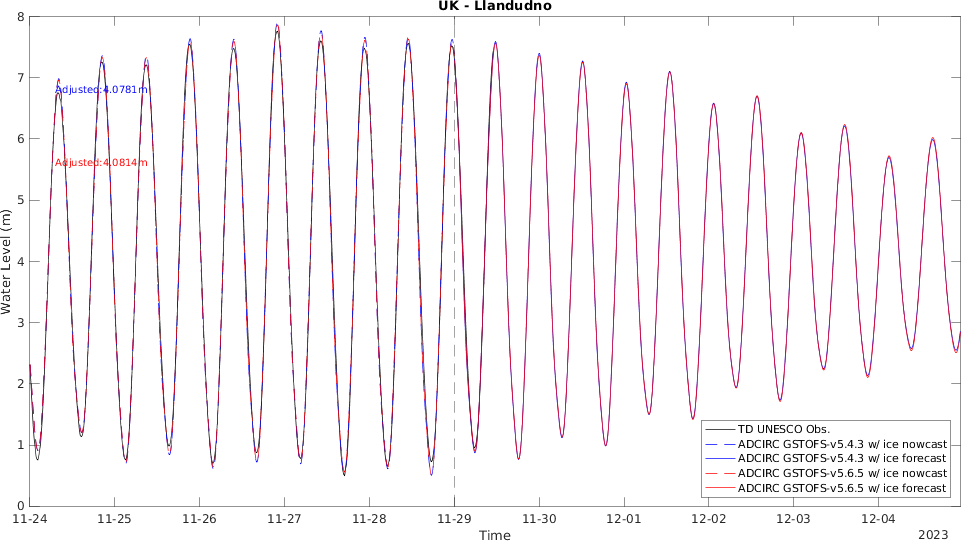 UK - Llandudno
8
7
6
5
4
3
2
1
0
Water Level (m)
Adjusted:4.0781m
Adjusted:4.0814m
TD UNESCO Obs.
ADCIRC GSTOFS-v5.4.3 w/ ice nowcast
ADCIRC GSTOFS-v5.4.3 w/ ice forecast
ADCIRC GSTOFS-v5.6.5 w/ ice nowcast
ADCIRC GSTOFS-v5.6.5 w/ ice forecast
11-24 11-25 11-26 11-27 11-28 11-29 11-30 12-01 12-02 12-03 12-04
Time
2023